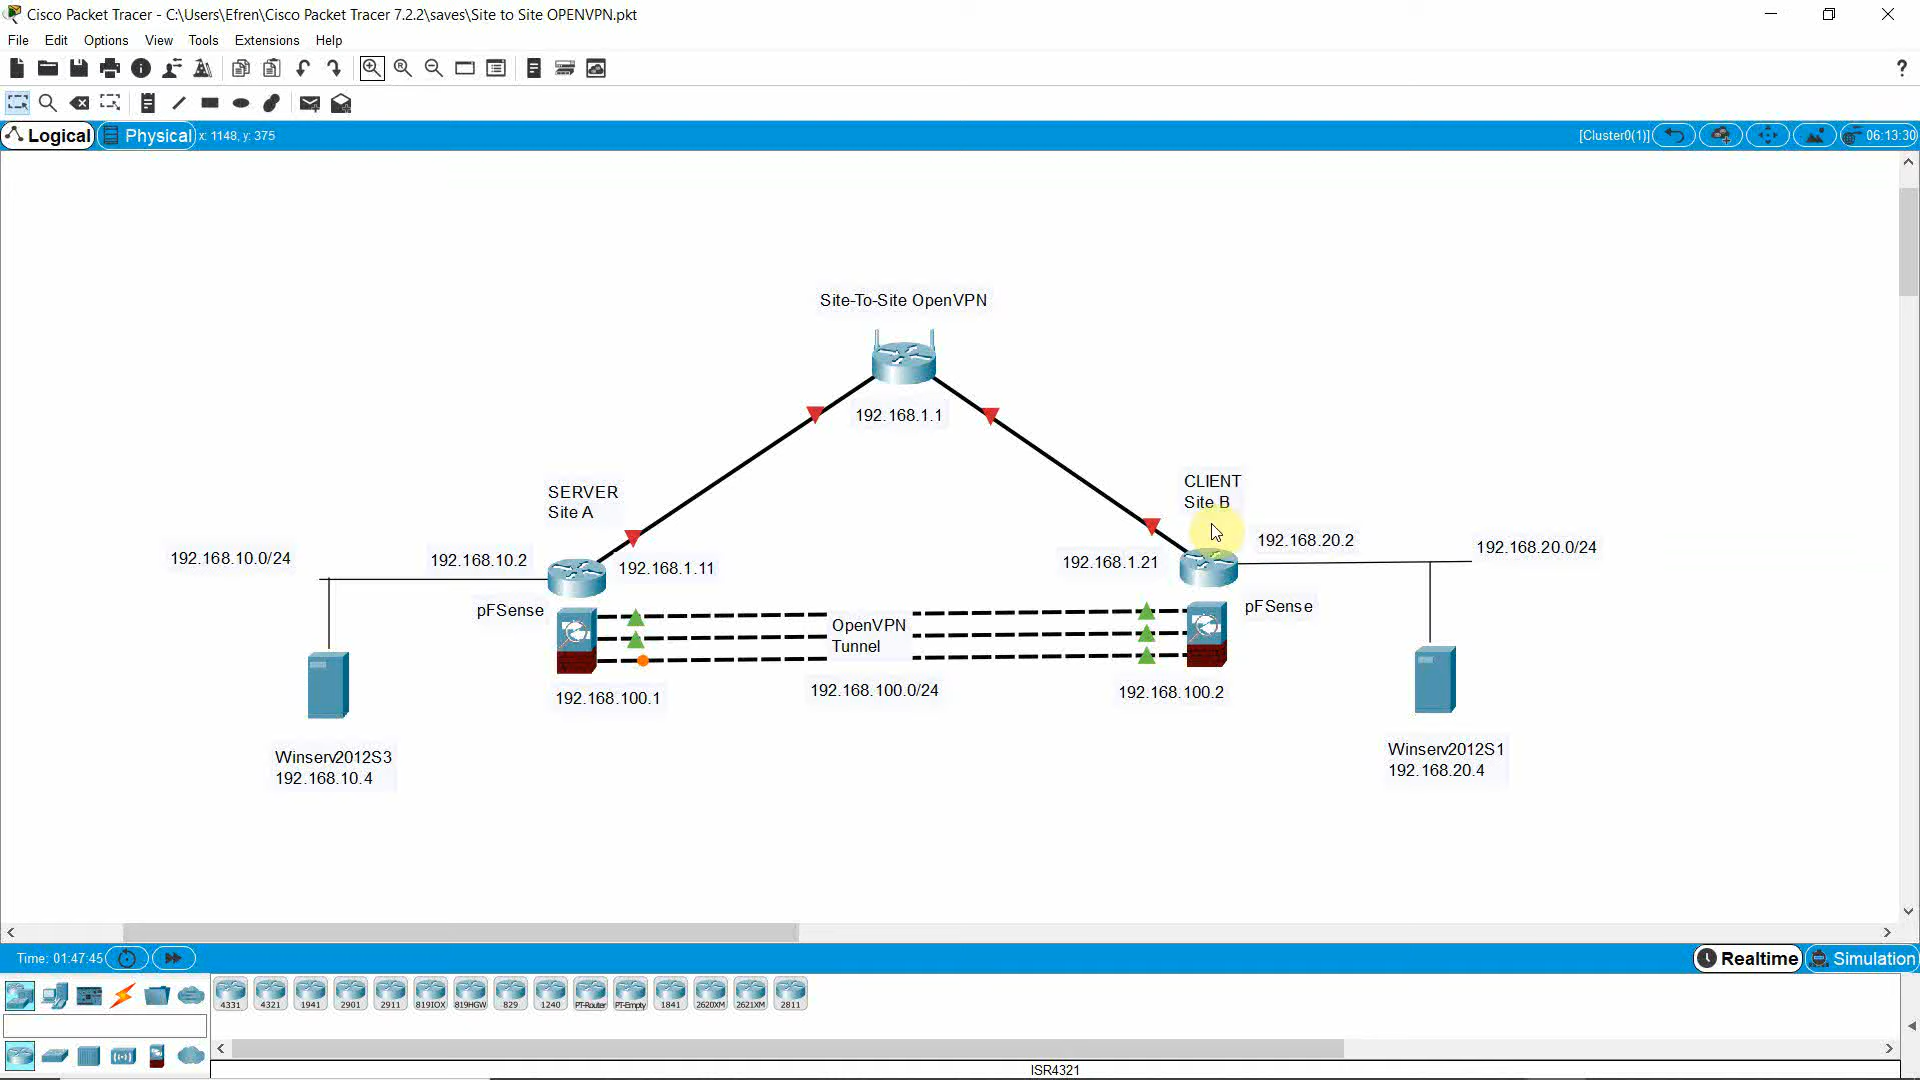 Cisco Packet Tracer - C:\Users\Efren\Cisco Packet Tracer 7.2.2\saves\Site to Site OPENVPN.pkt
File Edit Options View Tools Extensions Help
?
Logical Physical x: 1148, y: 375 [Cluster0(1)] 06:13:30
Site-To-Site OpenVPN
192.168.1.1
SERVER
Site A
CLIENT
Site B
192.168.10.0/24
192.168.10.2
192.168.1.11
192.168.1.21
192.168.20.2
192.168.20.0/24
pFSense
pFSense
OpenVPN
Tunnel
192.168.100.1
192.168.100.0/24
192.168.100.2
Winserv2012S3
192.168.10.4
Winserv2012S1
192.168.20.4
Time: 01:47:45 Realtime Simulation
4331 4321 1941 2901 2911 819IOX 819HGW 829 1240 PT-Router PT-Empty 1841 2620XM 2621XM 2811
ISR4321